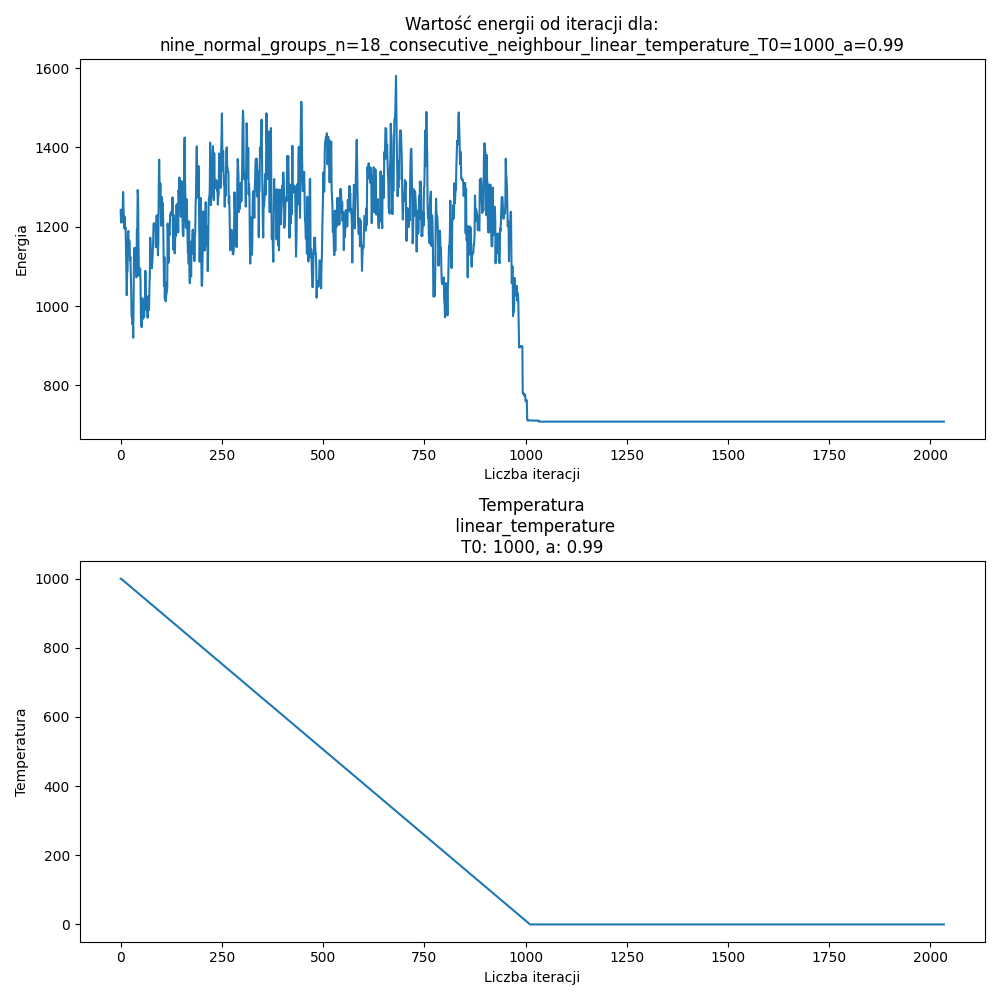 Wartość energii od iteracji dla:
nine_normal_groups_n=18_consecutive_neighbour_linear_temperature_T0=1000_a=0.99
1600
1400
1200
1000
800
Energia
0 250 500 750 1000 1250 1500 1750 2000
Liczba iteracji
Temperatura
linear_temperature
T0: 1000, a: 0.99
1000
800
600
400
200
0
Temperatura
0 250 500 750 1000 1250 1500 1750 2000
Liczba iteracji